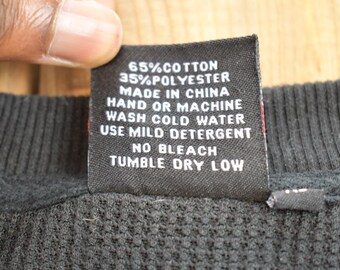 65%COTTON
35%POLYESTER
MADE IN CHINA
HAND OR MACHINE
WASH COLD WATER
USE MILD DETERGENT
NO BLEACH
TUMBLE DRY LOW